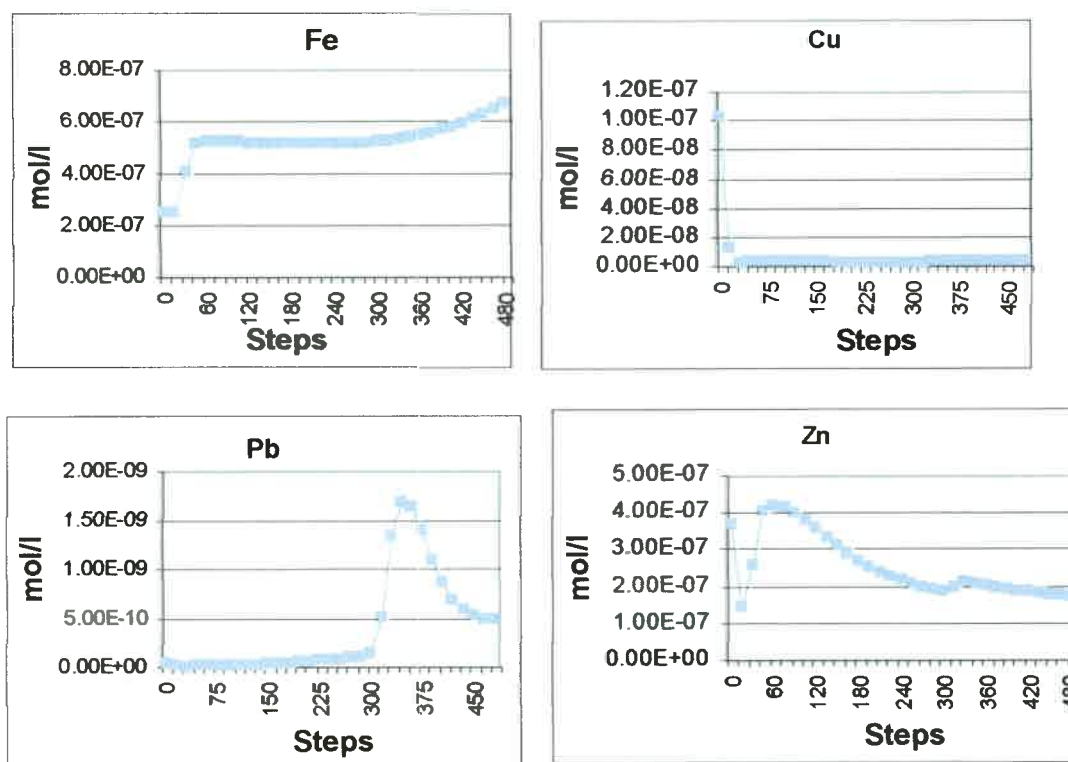 Fe
8.00E-07
6.00E-07
4.00E-07
2.00E-07
0.00E+00
mol/l
0 60 120 180 240 300 360 420 480
Steps
Cu
1.20E-07
1.00E-07
8.00E-08
6.00E-08
4.00E-08
2.00E-08
0.00E+00
mol/l
0 75 150 225 300 375 450
Steps
Pb
2.00E-09
1.50E-09
1.00E-09
5.00E-10
0.00E+00
mol/l
0 75 150 225 300 375 450
Steps
Zn
5.00E-07
4.00E-07
3.00E-07
2.00E-07
1.00E-07
0.00E+00
mol/l
0 60 120 180 240 300 360 420 480
Steps